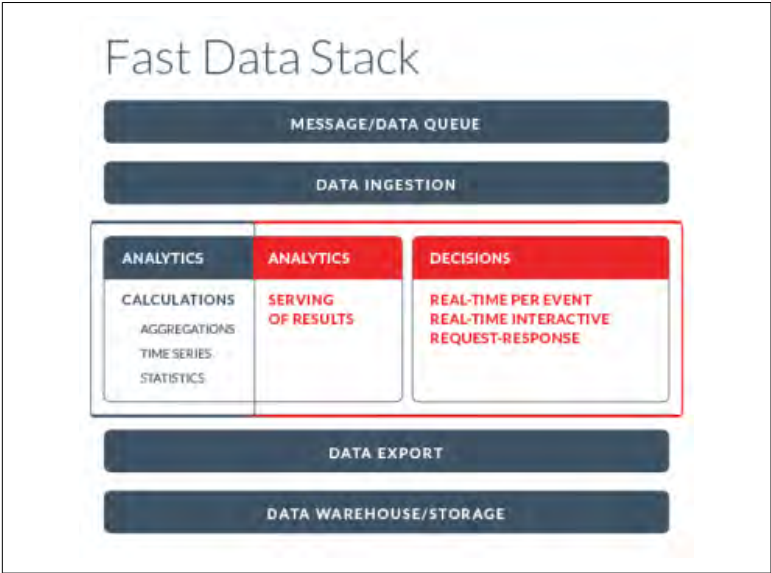 Fast Data Stack
MESSAGE/DATA QUEUE
DATA INGESTION
ANALYTICS
CALCULATIONS
AGGREGATIONS
TIME SERIES
STATISTICS
ANALYTICS
SERVING
OF RESULTS
DECISIONS
REAL-TIME PER EVENT
REAL-TIME INTERACTIVE
REQUEST-RESPONSE
DATA EXPORT
DATA WAREHOUSE/STORAGE